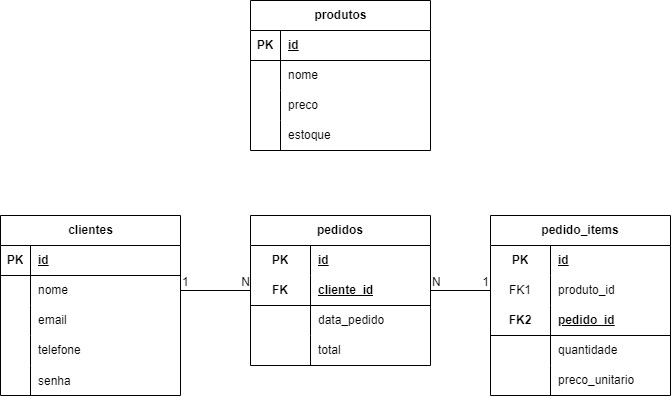 produtos
PK id
nome
preco
estoque
clientes
PK id
nome
email
telefone
senha
1 N
pedidos
PK id
FK cliente_id
data_pedido
total
N 1
pedido_items
PK id
FK1 produto_id
FK2 pedido_id
quantidade
preco_unitario